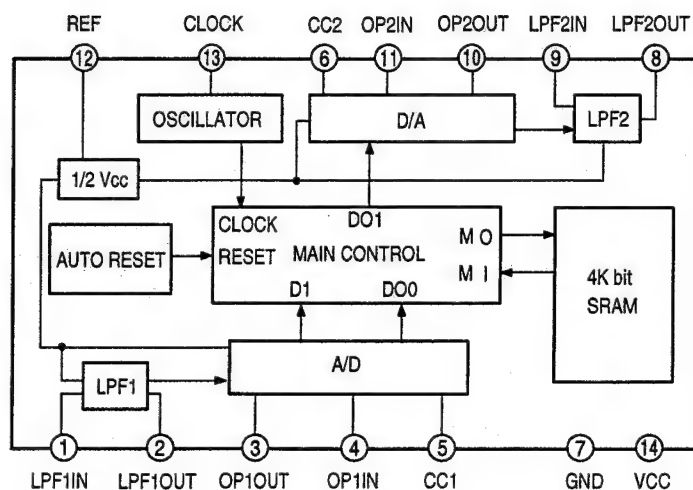 REF CLOCK CC2 OP2IN OP2OUT LPF2IN LPF2OUT
12 13 6 11 10 9 8
OSCILLATOR
D/A
LPF2
1/2 Vcc
CLOCK
DO1
RESET
MAIN CONTROL
M O
M I
D1
DO0
AUTO RESET
4K bit
SRAM
A/D
LPF1
1 2 3 4 5 7 14
LPF1IN LPF1OUT OP1OUT OP1IN CC1 GND VCC